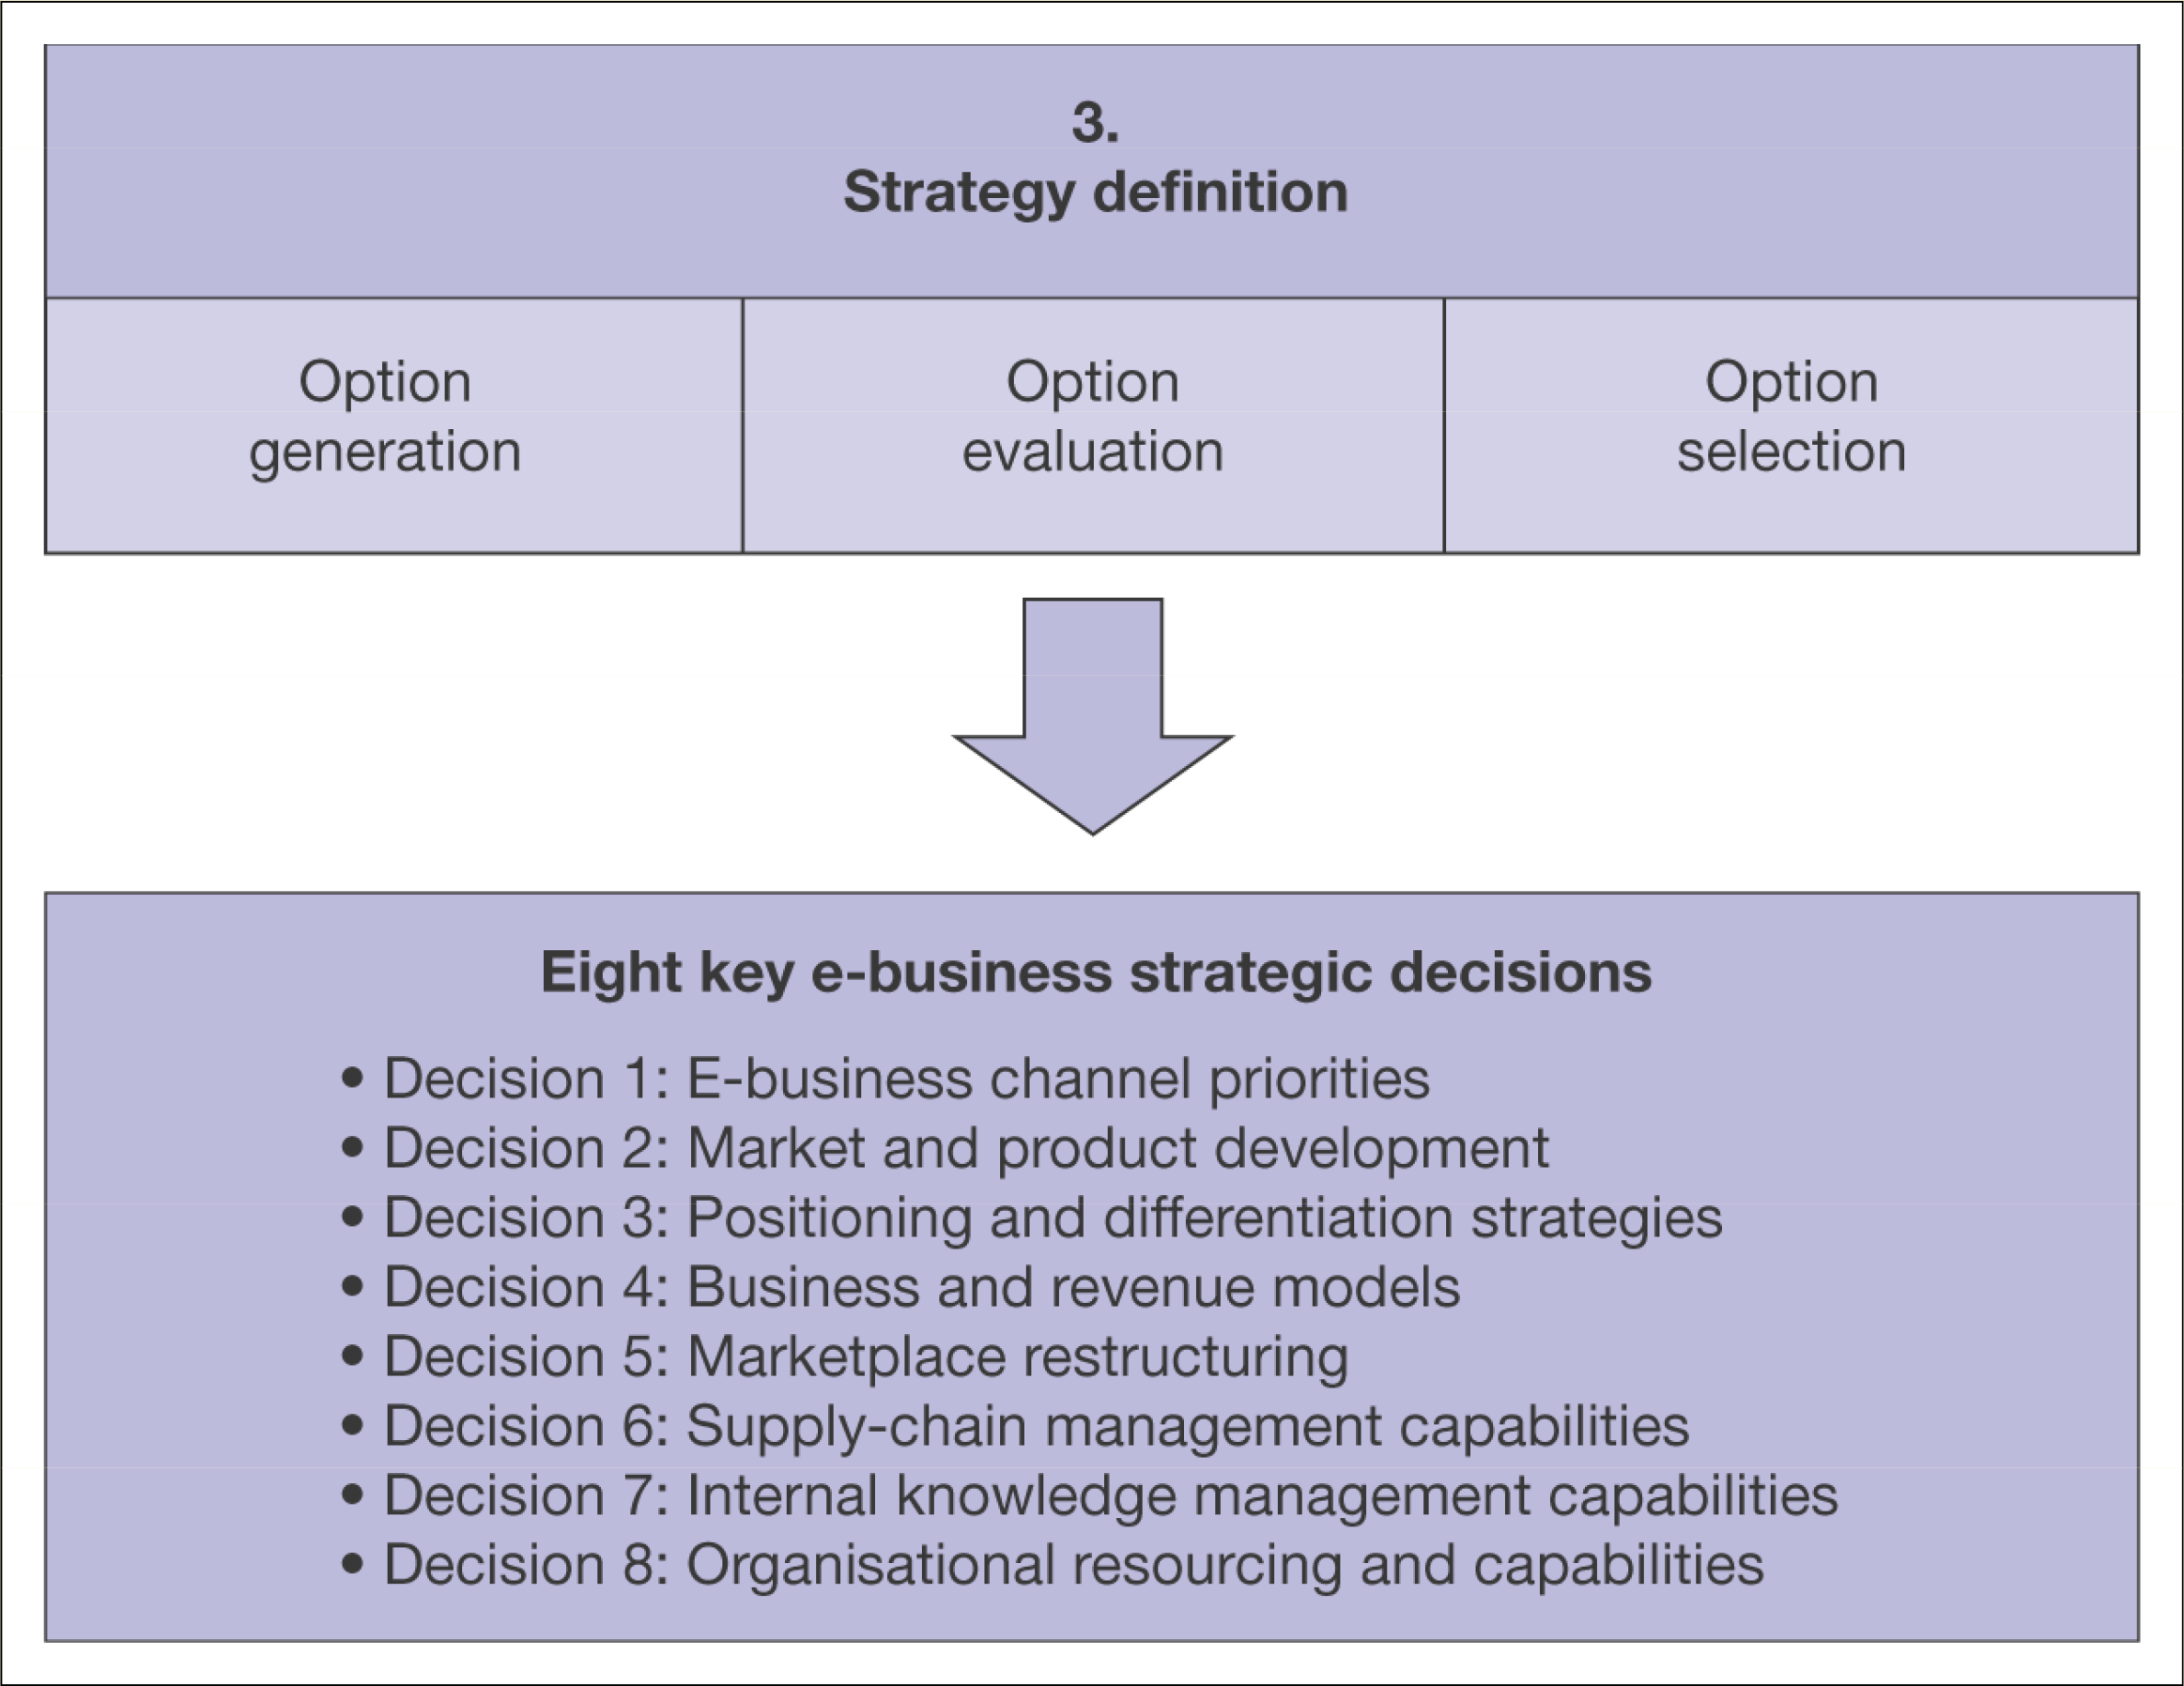 3.
Strategy definition
Option
generation
Option
evaluation
Option
selection
Eight key e-business strategic decisions
• Decision 1: E-business channel priorities
• Decision 2: Market and product development
• Decision 3: Positioning and differentiation strategies
• Decision 4: Business and revenue models
• Decision 5: Marketplace restructuring
• Decision 6: Supply-chain management capabilities
• Decision 7: Internal knowledge management capabilities
• Decision 8: Organisational resourcing and capabilities